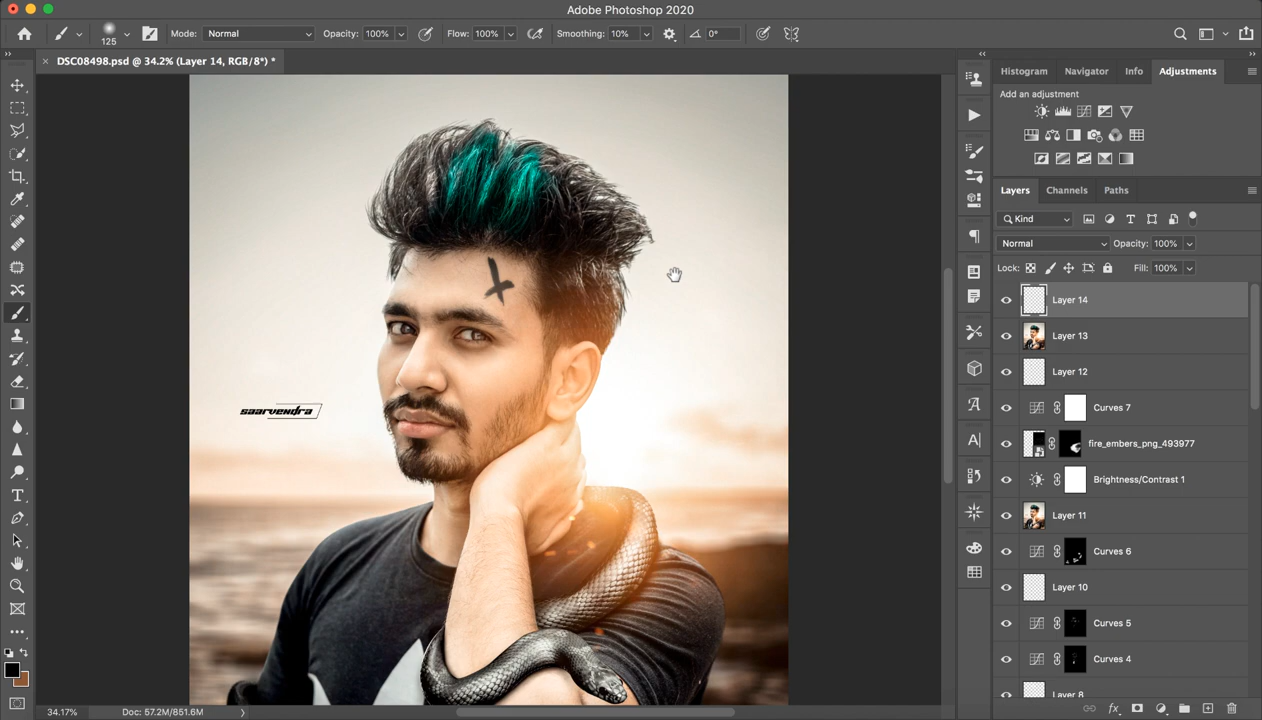 Adobe Photoshop 2020
125
Mode: Normal Opacity: 100% Flow: 100% Smoothing: 10% 0°
DSC08498.psd @ 34.2% (Layer 14, RGB/8*) *
Histogram Navigator Info Adjustments
Add an adjustment
Layers Channels Paths
Kind
Normal Opacity: 100%
Lock: Fill: 100%
Layer 14
Layer 13
Layer 12
Curves 7
fire_embers_png_493977
Brightness/Contrast 1
Layer 11
Curves 6
Layer 10
Curves 5
Curves 4
Layer 8
saarvendra
34.17% Doc: 57.2M/851.6M